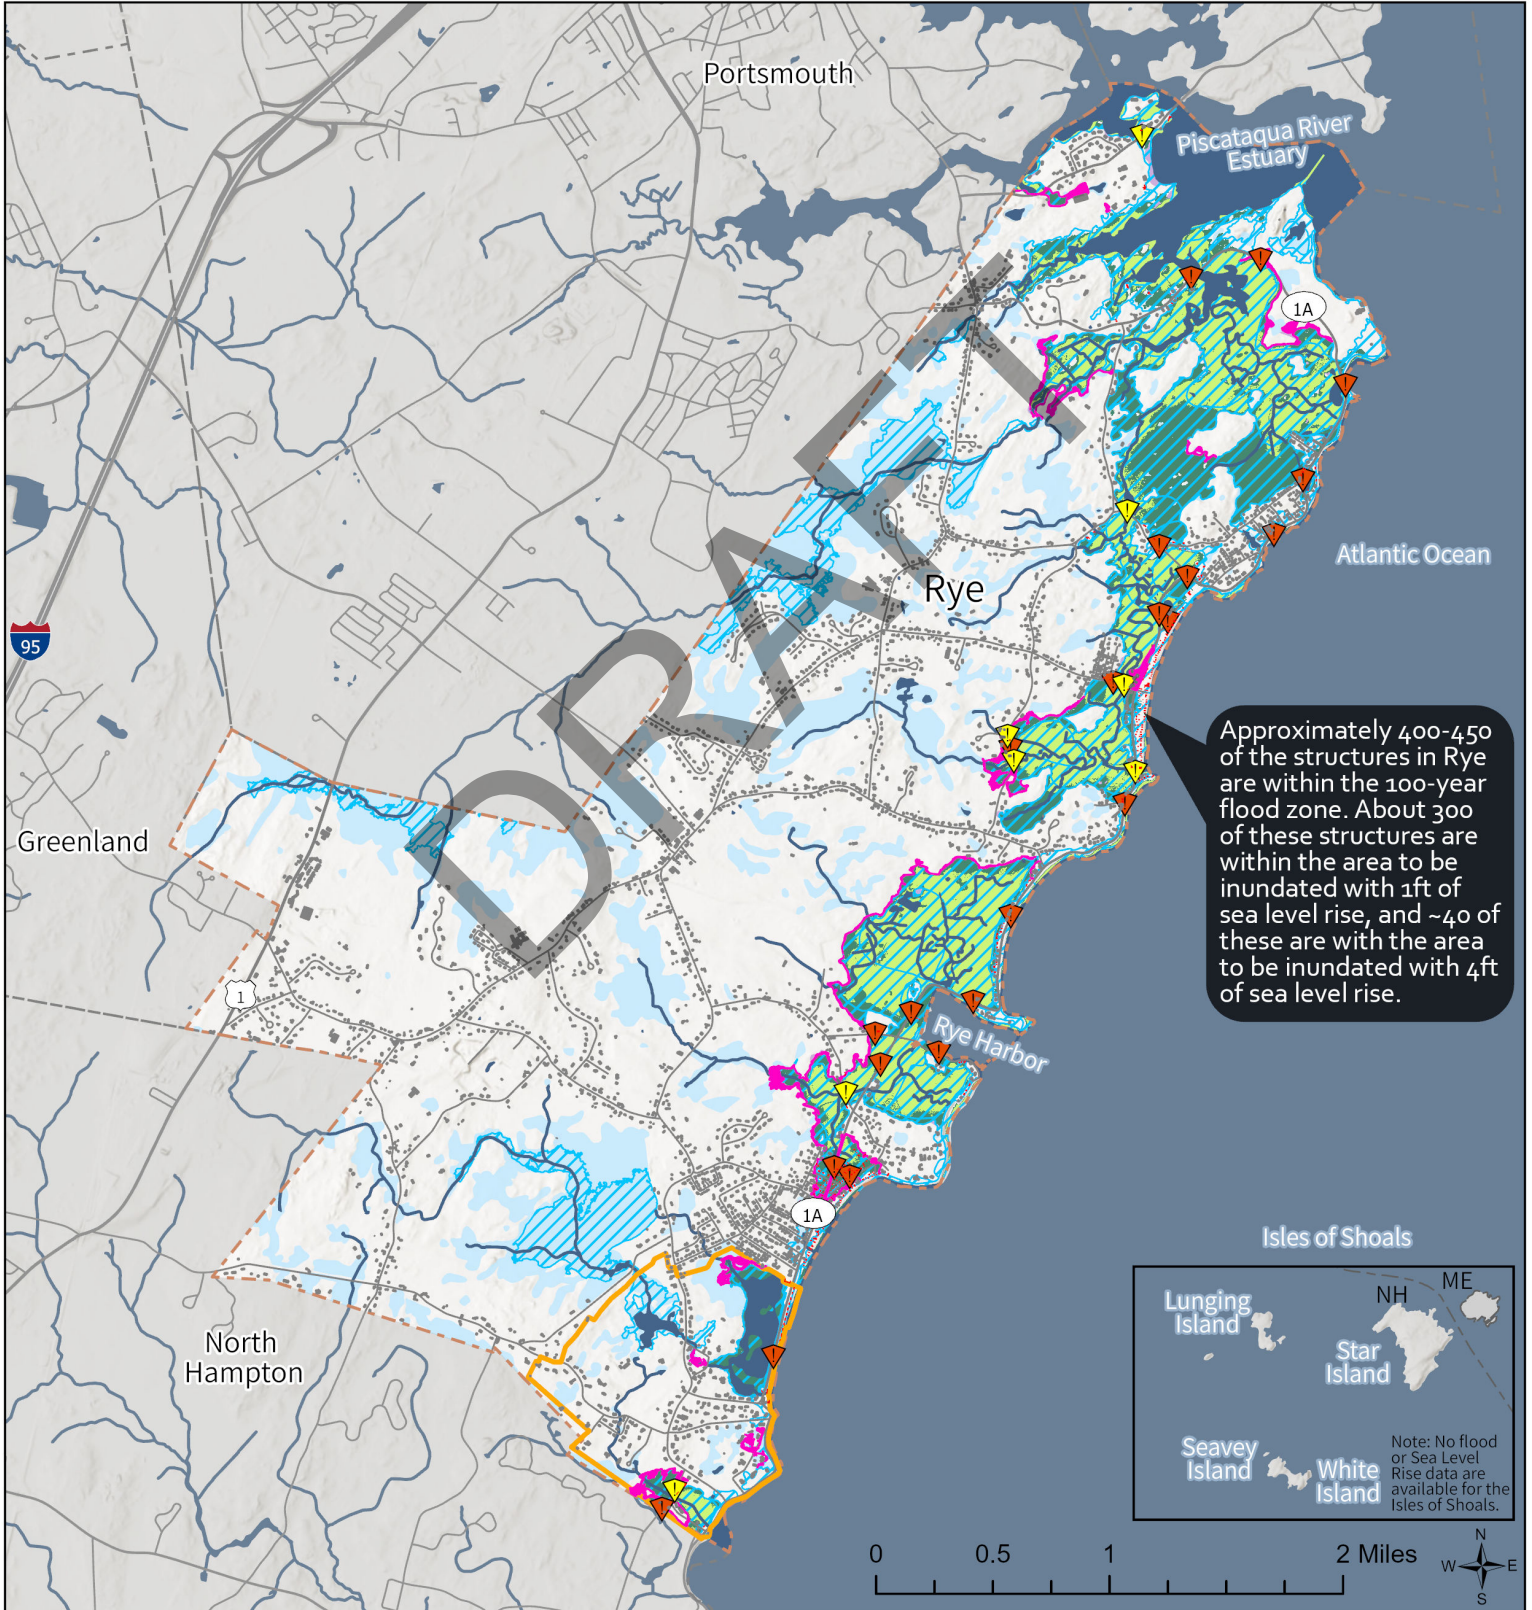 Portsmouth
Piscataqua River
Estuary
1A
Atlantic Ocean
Rye
95
DRAFT
Approximately 400-450
of the structures in Rye
are within the 100-year
flood zone. About 300
of these structures are
within the area to be
inundated with 1ft of
sea level rise, and ~40 of
these are with the area
to be inundated with 4ft
of sea level rise.
Greenland
1
Rye Harbor
1A
Isles of Shoals
ME
NH
Lunging
Island
Star
Island
North
Hampton
Seavey
Island
White
Island
Note: No flood
or Sea Level
Rise data are
available for the
Isles of Shoals.
0 0.5 1 2 Miles
N
W E
S